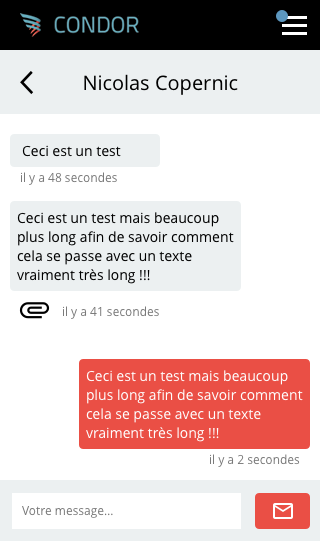 CONDOR
Nicolas Copernic
Ceci est un test
il y a 48 secondes
Ceci est un test mais beaucoup
plus long afin de savoir comment
cela se passe avec un texte
vraiment très long !!!
il y a 41 secondes
Ceci est un test mais beaucoup
plus long afin de savoir comment
cela se passe avec un texte
vraiment très long !!!
il y a 2 secondes
Votre message...